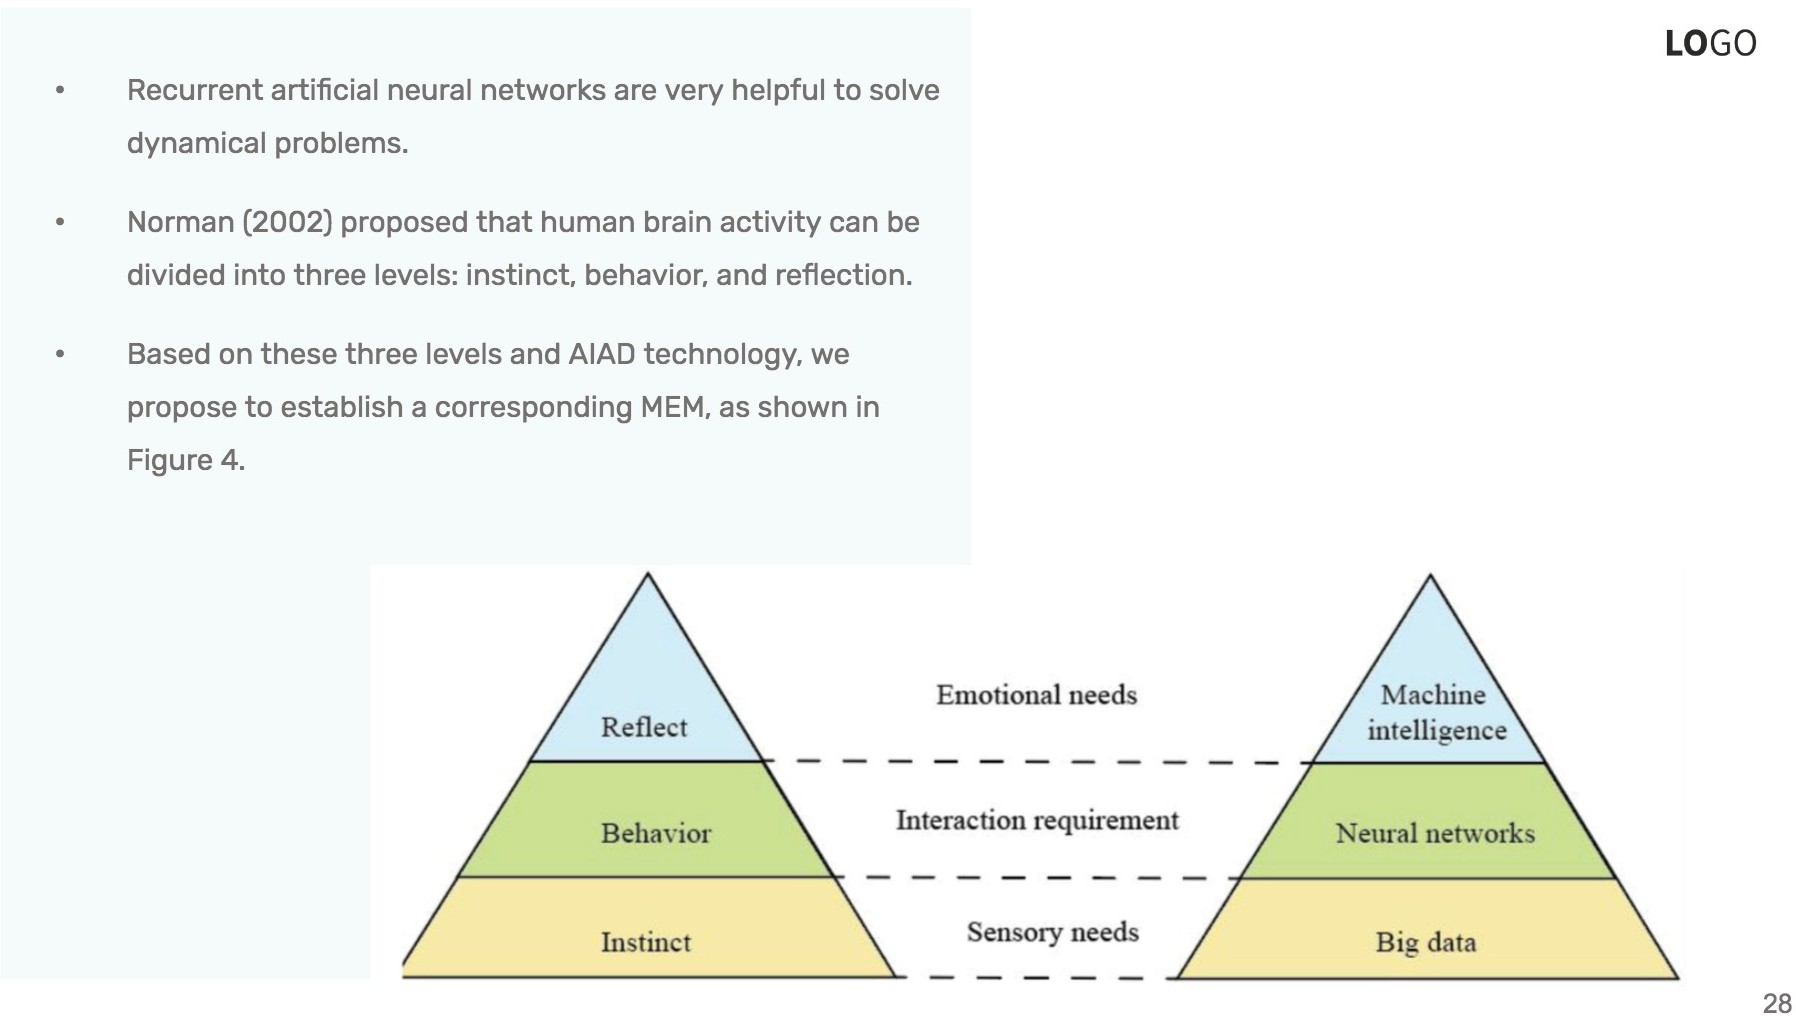 LOGO
• Recurrent artificial neural networks are very helpful to solve
dynamical problems.
• Norman (2002) proposed that human brain activity can be
divided into three levels: instinct, behavior, and reflection.
• Based on these three levels and AIAD technology, we
propose to establish a corresponding MEM, as shown in
Figure 4.
Reflect
Behavior
Instinct
Emotional needs
Interaction requirement
Sensory needs
Machine
intelligence
Neural networks
Big data
28